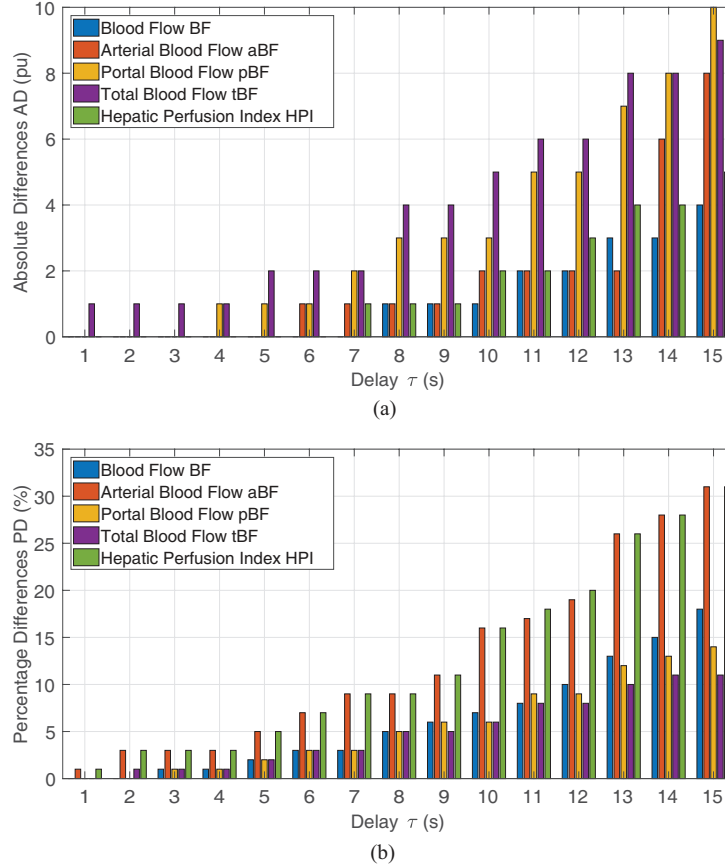 10
8
6
4
2
0
Absolute Differences AD (pu)
Blood Flow BF
Arterial Blood Flow aBF
Portal Blood Flow pBF
Total Blood Flow tBF
Hepatic Perfusion Index HPI
1 2 3 4 5 6 7 8 9 10 11 12 13 14 15
Delay τ (s)
(a)
35
30
25
20
15
10
5
0
Percentage Differences PD (%)
Blood Flow BF
Arterial Blood Flow aBF
Portal Blood Flow pBF
Total Blood Flow tBF
Hepatic Perfusion Index HPI
1 2 3 4 5 6 7 8 9 10 11 12 13 14 15
Delay τ (s)
(b)